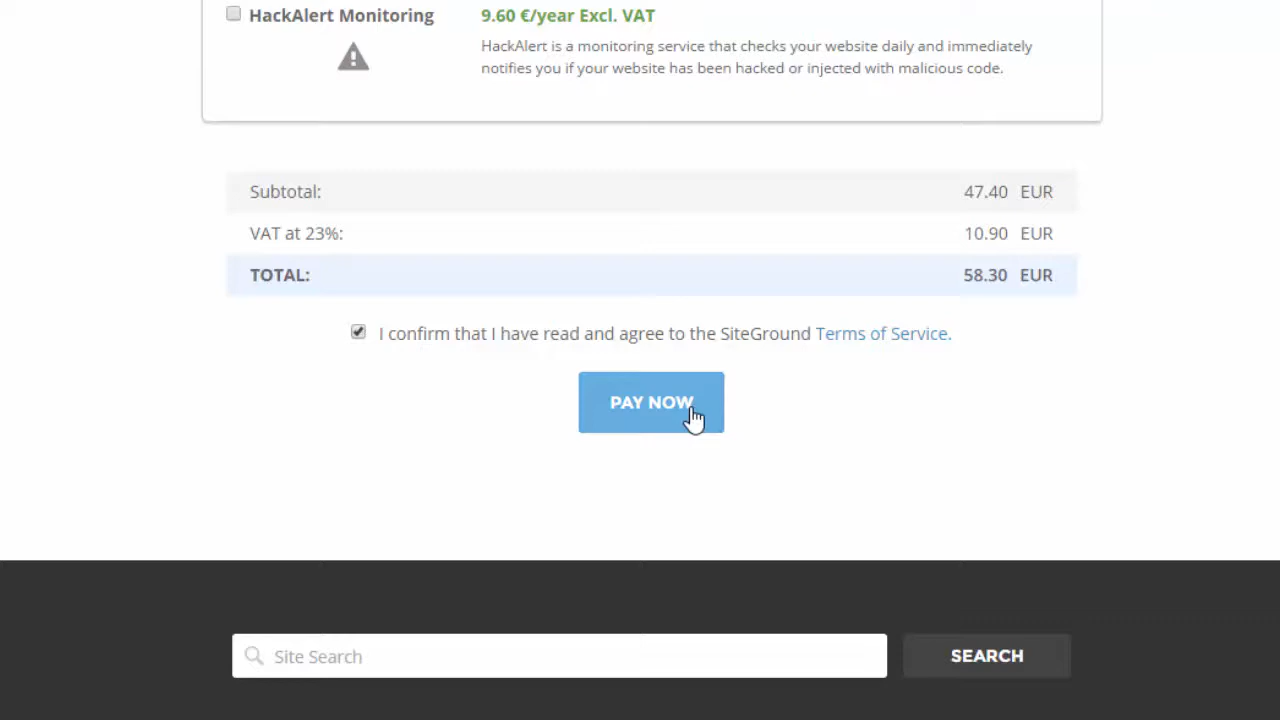 HackAlert Monitoring 9.60 €/year Excl. VAT
HackAlert is a monitoring service that checks your website daily and immediately
notifies you if your website has been hacked or injected with malicious code.
Subtotal: 47.40 EUR
VAT at 23%: 10.90 EUR
TOTAL: 58.30 EUR
I confirm that I have read and agree to the SiteGround Terms of Service.
PAY NOW
Site Search SEARCH